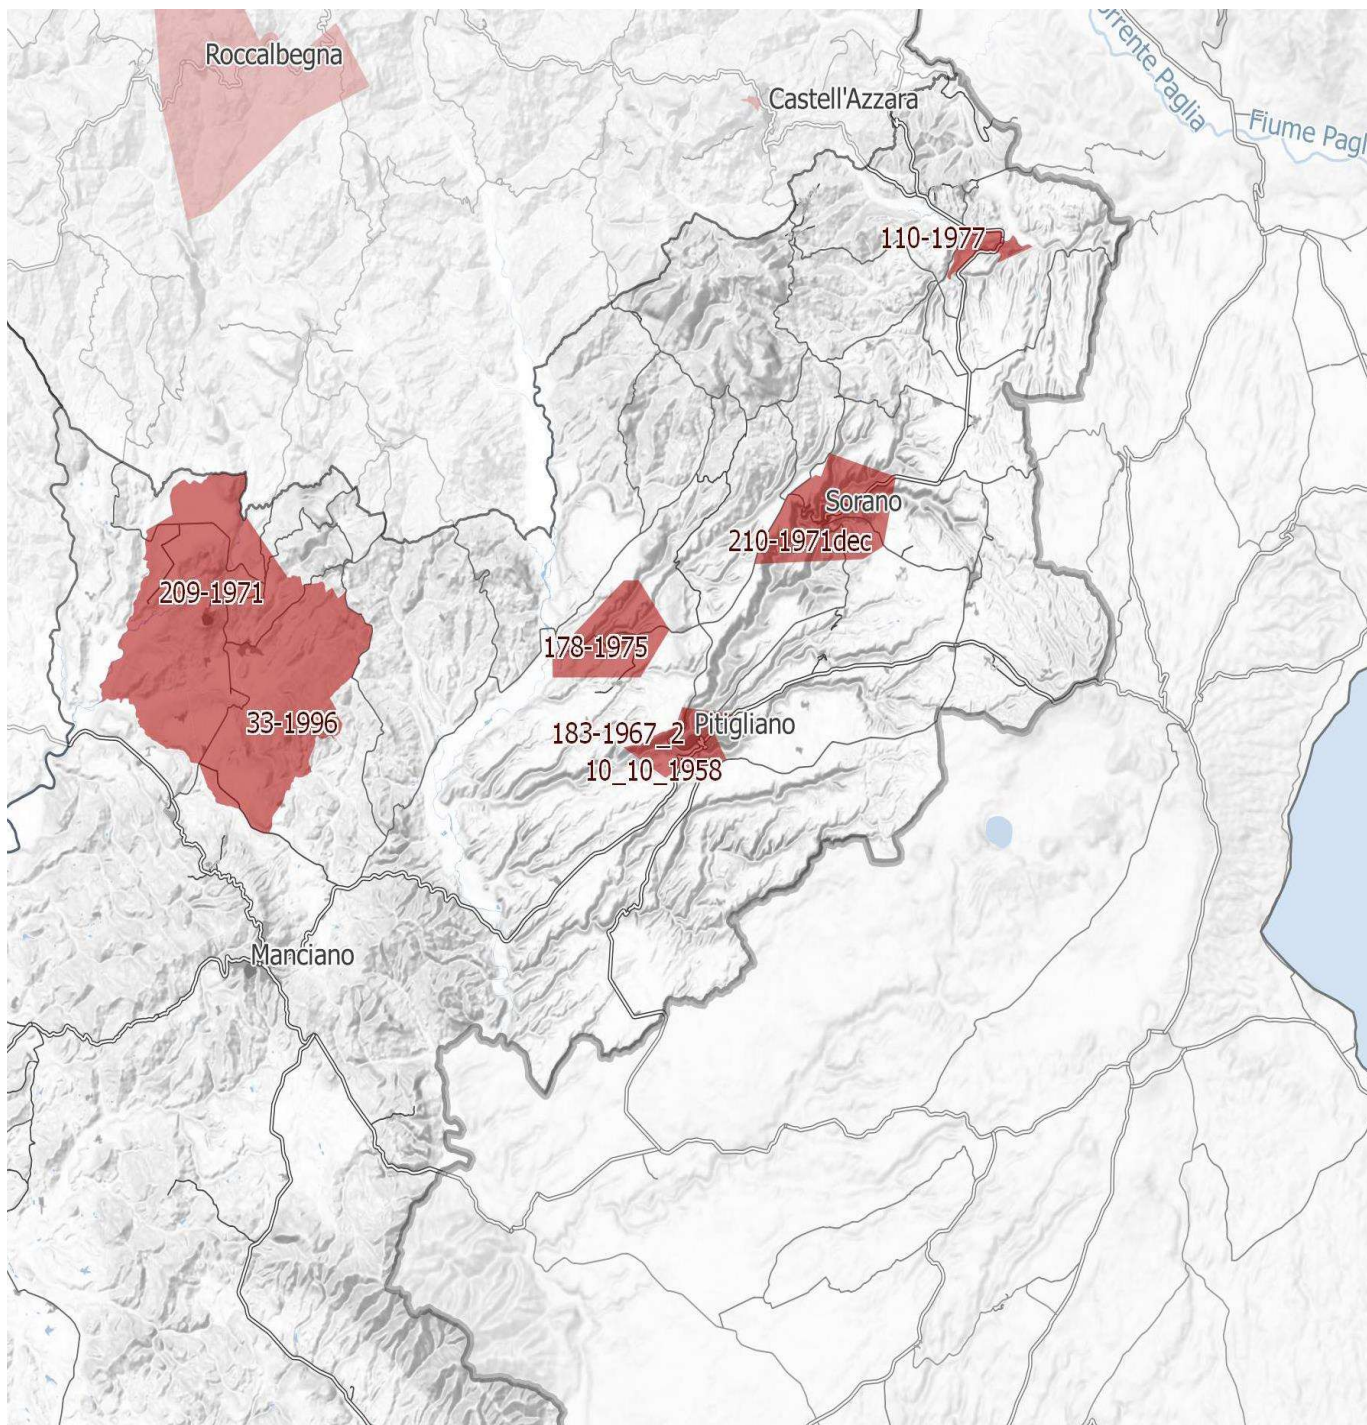 Roccalbegna
Castell'Azzara
Torrente Paglia
Fiume Pagl
110-1977
Sorano
210-1971dec
209-1971
178-1975
33-1996
183-1967_2
Pitigliano
10_10_1958
Manciano